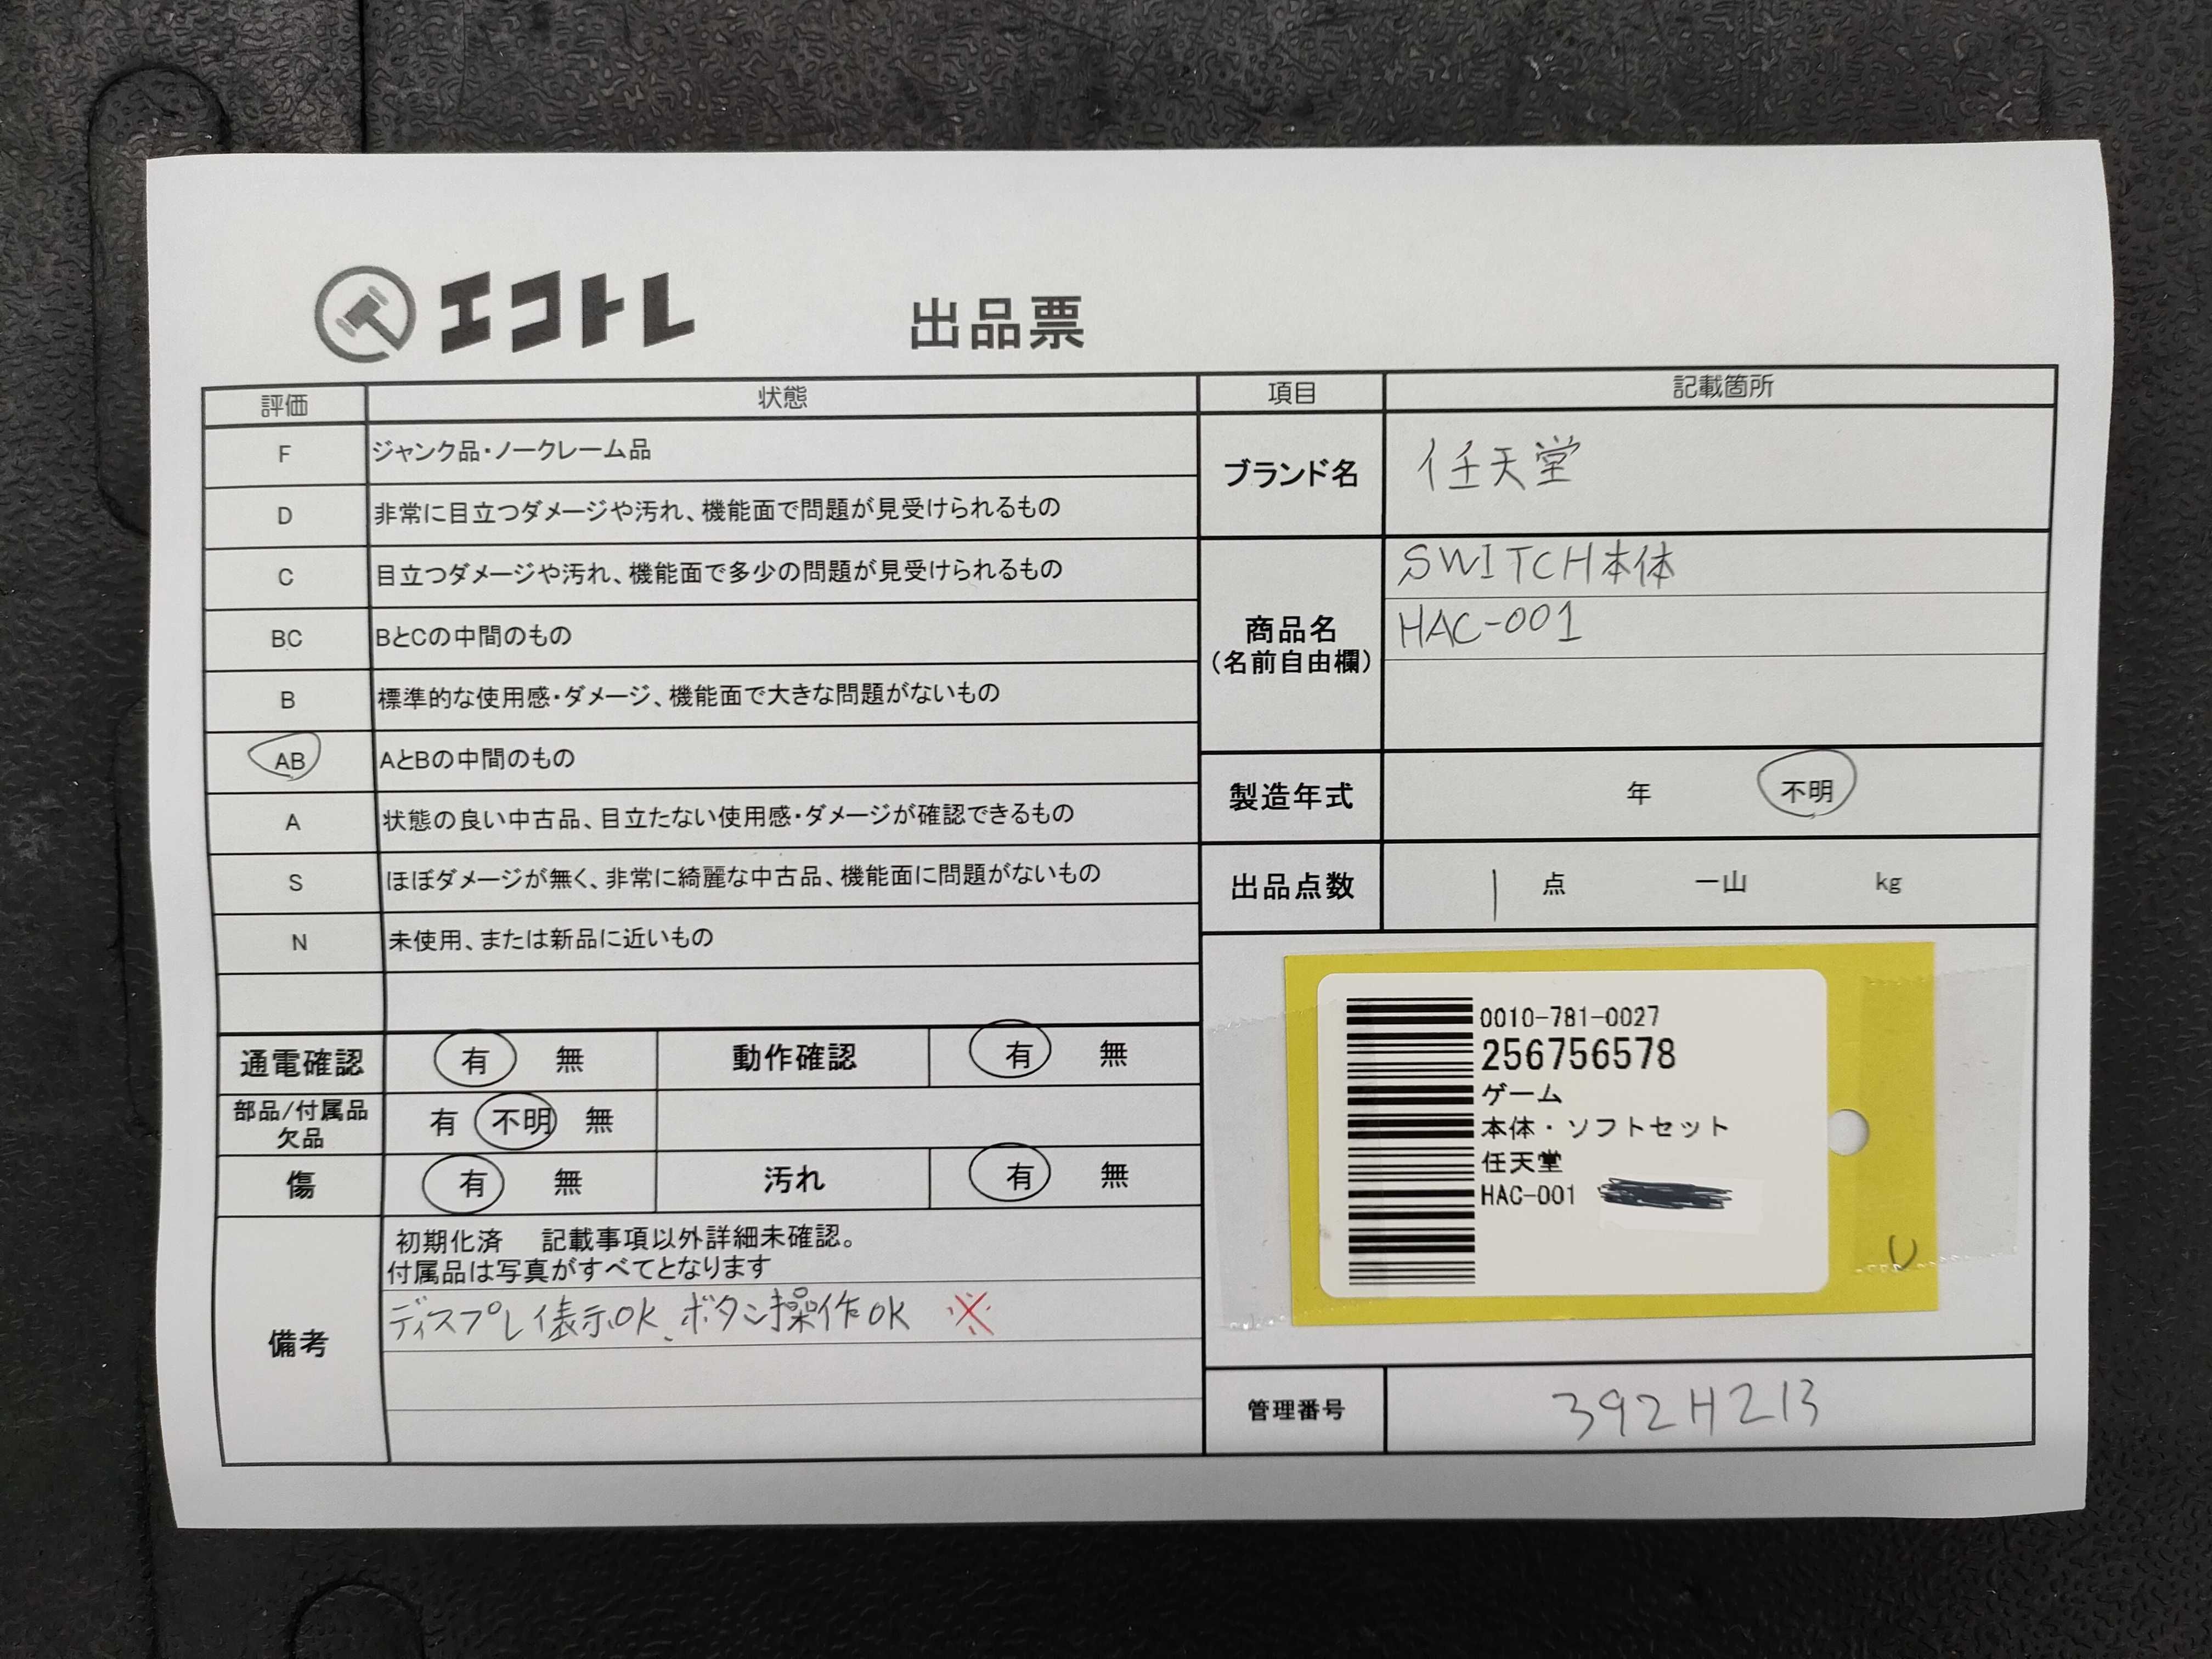 エコトレ
出品票
評価 状態
F ジャンク品・ノークレーム品
D 非常に目立つダメージや汚れ、機能面で問題が見受けられるもの
C 目立つダメージや汚れ、機能面で多少の問題が見受けられるもの
BC BとCの中間のもの
B 標準的な使用感・ダメージ、機能面で大きな問題がないもの
AB AとBの中間のもの
A 状態の良い中古品、目立たない使用感・ダメージが確認できるもの
S ほぼダメージが無く、非常に綺麗な中古品、機能面に問題がないもの
N 未使用、または新品に近いもの
通電確認 有 無 動作確認 有 無
部品/付属品
欠品 有 不明 無
傷 有 無 汚れ 有 無
備考
初期化済 記載事項以外詳細未確認。
付属品は写真がすべてとなります
ディスプレイ表示OK、ボタン操作OK ※
項目 記載箇所
ブランド名 任天堂
商品名
(名前自由欄)
SWITCH本体
HAC-001
製造年式 年 不明
出品点数 1 点 一山 kg
0010-781-0027
256756578
ゲーム
本体・ソフトセット
任天堂
HAC-001
U
管理番号 392H213